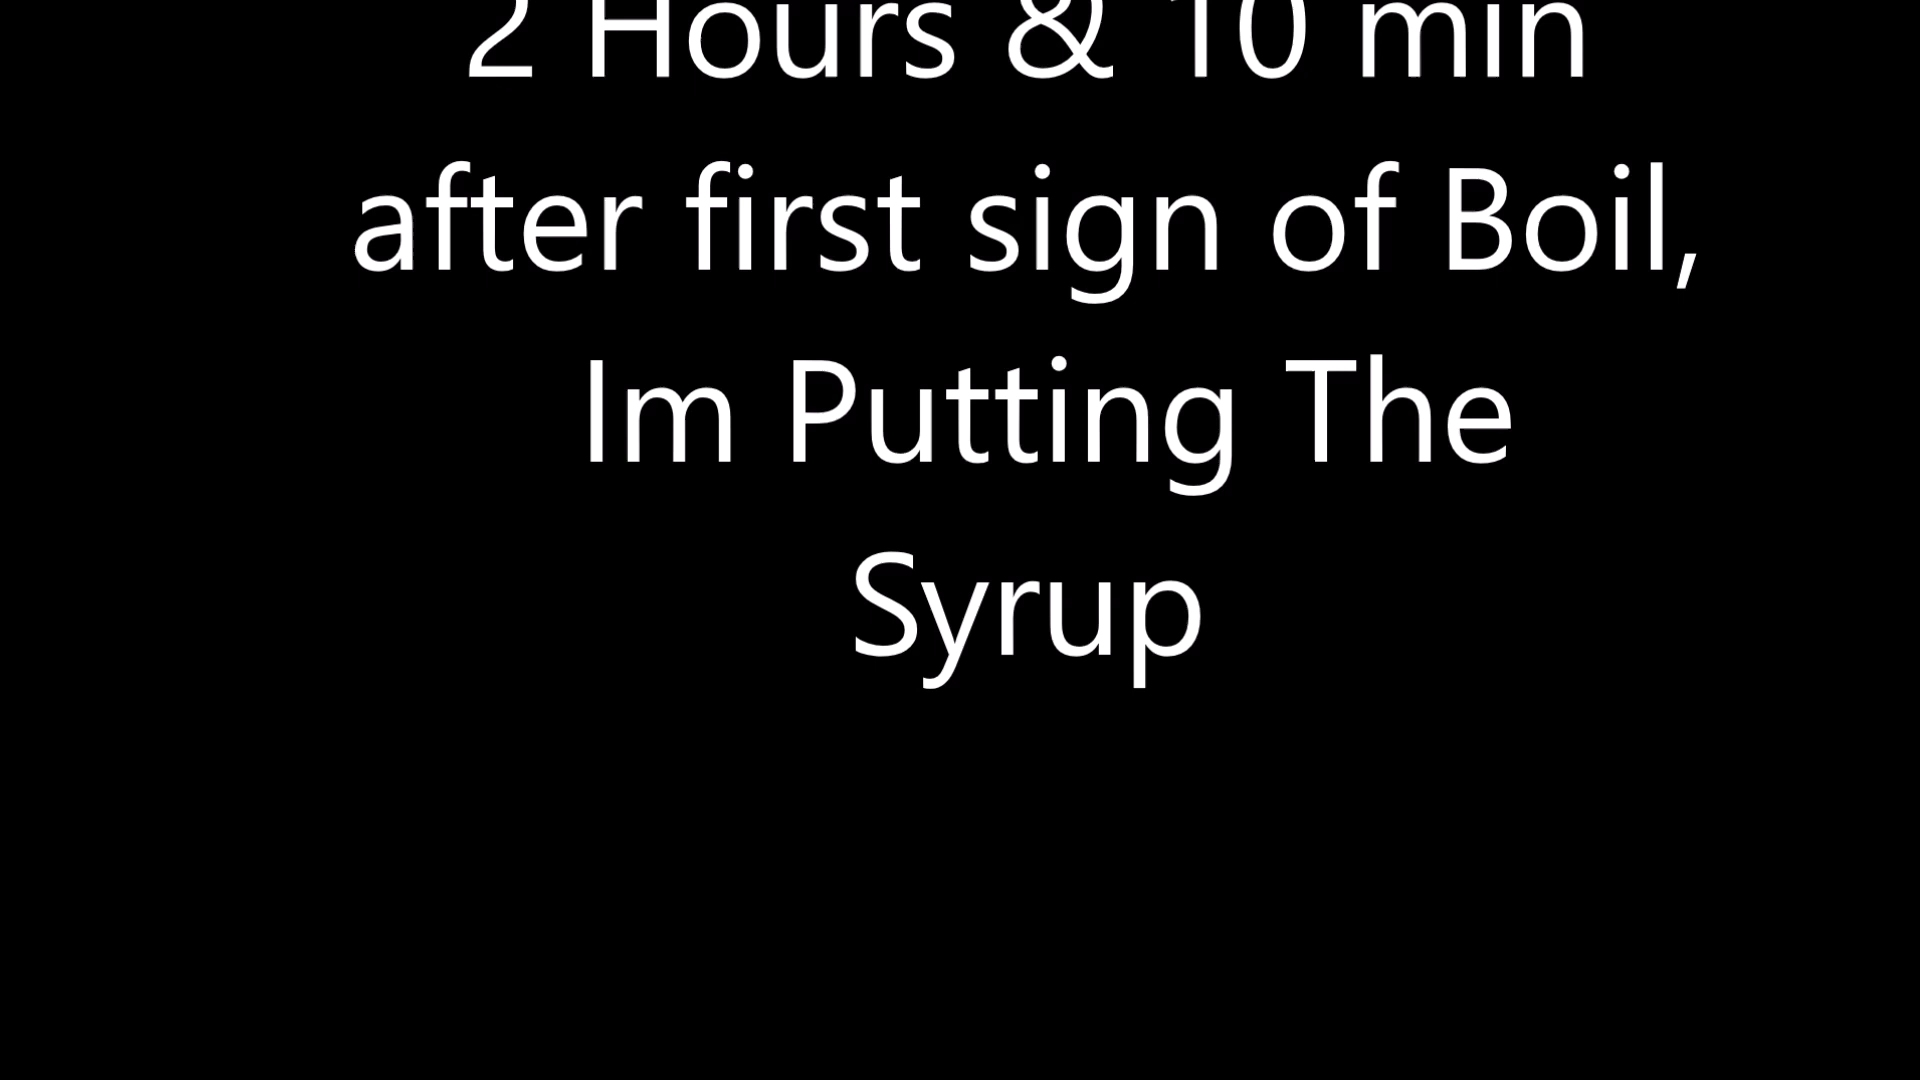 2 Hours & 10 min
after first sign of Boil,
Im Putting The
Syrup